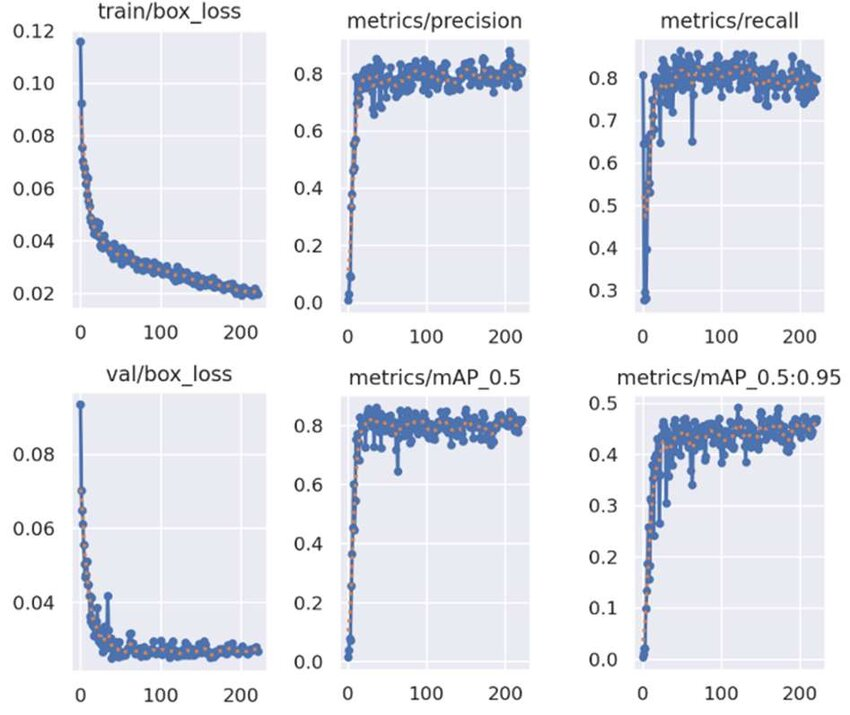 train/box_loss
0.12
0.10
0.08
0.06
0.04
0.02
0 100 200
metrics/precision
0.8
0.6
0.4
0.2
0.0
0 100 200
metrics/recall
0.8
0.7
0.6
0.5
0.4
0.3
0 100 200
val/box_loss
0.08
0.06
0.04
0 100 200
metrics/mAP_0.5
0.8
0.6
0.4
0.2
0.0
0 100 200
metrics/mAP_0.5:0.95
0.5
0.4
0.3
0.2
0.1
0.0
0 100 200